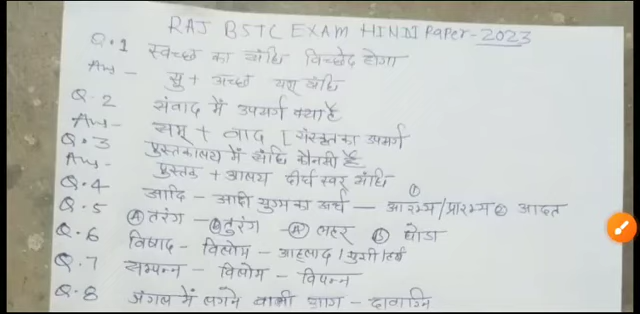 RAJ BSTC EXAM HINDI Paper-2023
Q.1 स्वच्छ का संधि विच्छेद होगा
Ans - सु + अच्छ यण् संधि
Q.2 संवाद में उपसर्ग क्या है
Ans- सम् + वाद [संस्कृत का उपसर्ग
Q.3 पुस्तकालय में संधि कौनसी है
Ans- पुस्तक + आलय दीर्घ स्वर संधि
Q.4 आदि - आदी युग्म का अर्थ — ① आरम्भ/प्रारम्भ ② आदत
Q.5 Ⓐ तरंग - Ⓑ तुरंग - Ⓐ लहर Ⓑ घोडा
Q.6 विषाद - विलोम - आह्लाद / खुशी / हर्ष
Q.7 सम्पन्न - विलोम - विपन्न
Q.8 जंगल में लगने वाली आग - दावाग्नि